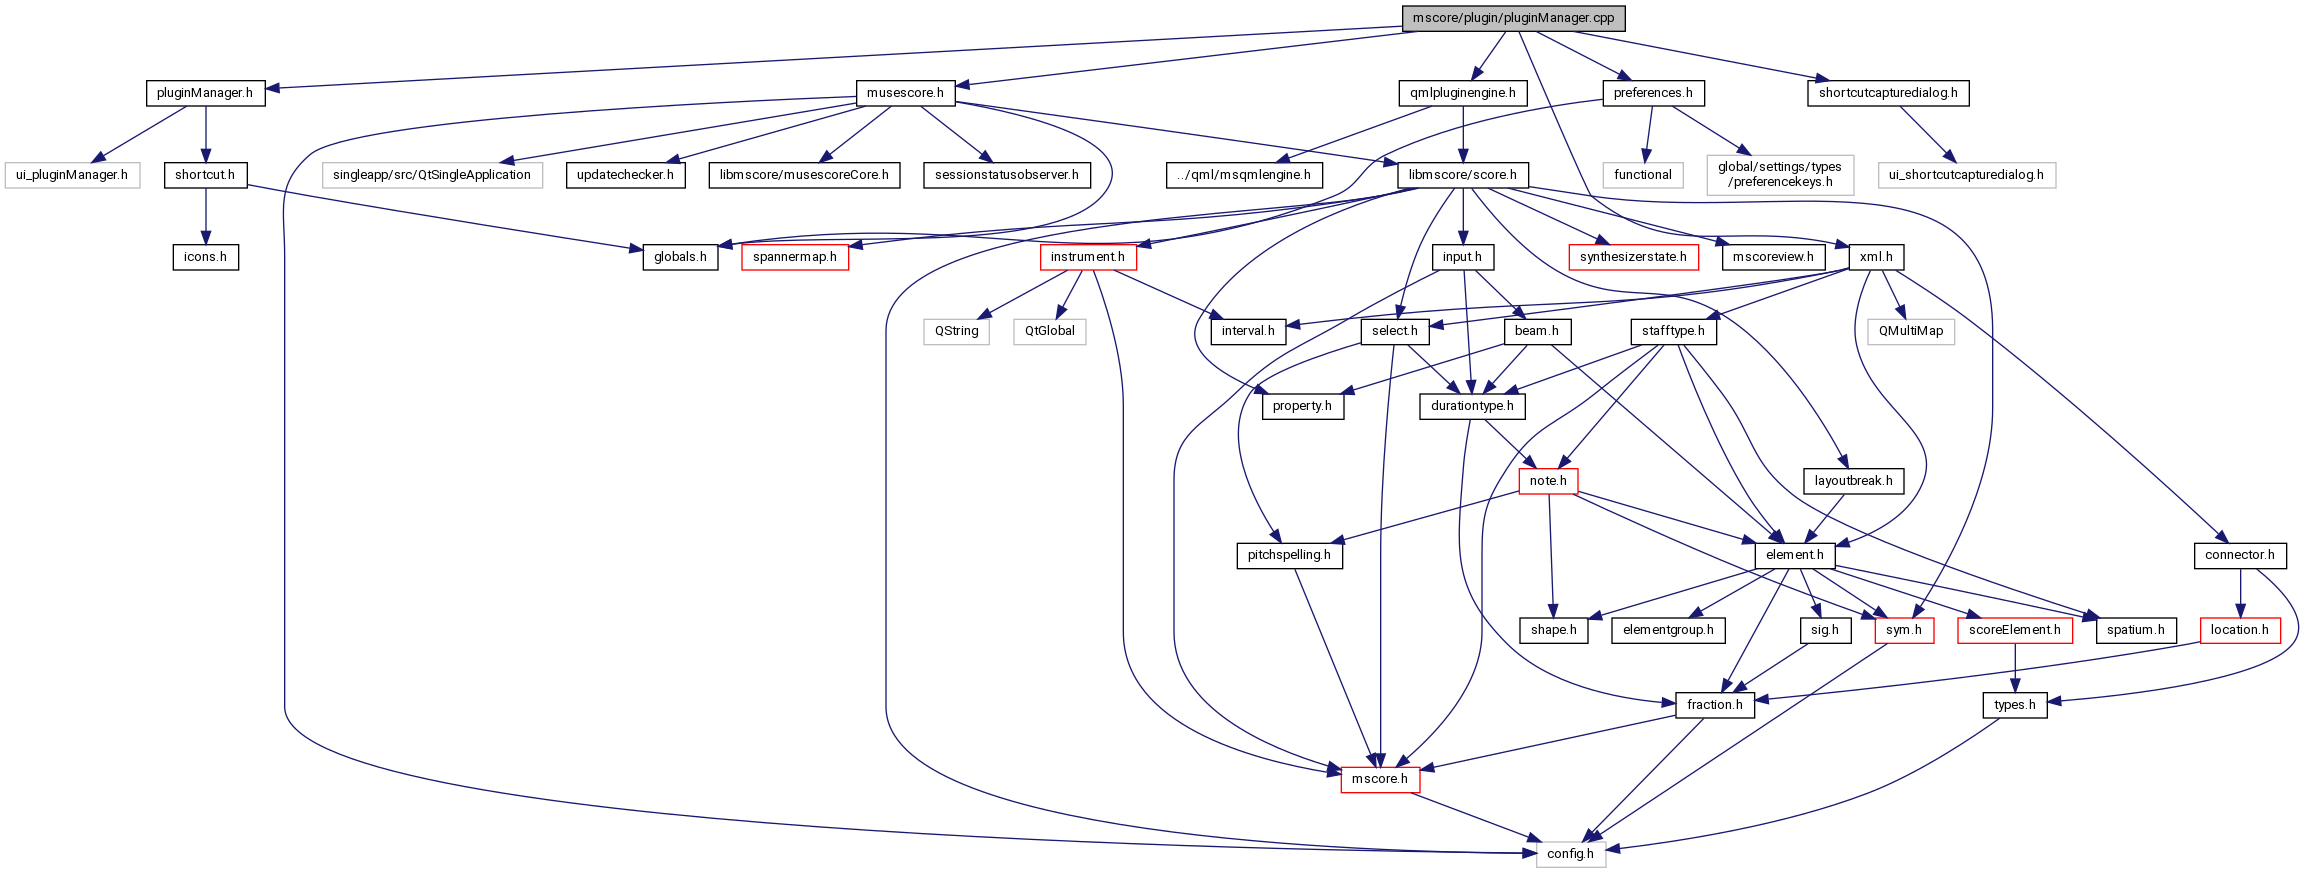 mscore/plugin/pluginManager.cpp
pluginManager.h
musescore.h
qmlpluginengine.h
preferences.h
shortcutcapturedialog.h
ui_pluginManager.h
shortcut.h
singleapp/src/QtSingleApplication
updatechecker.h
libmscore/musescoreCore.h
sessionstatusobserver.h
../qml/msqmlengine.h
libmscore/score.h
functional
global/settings/types
/preferencekeys.h
ui_shortcutcapturedialog.h
icons.h
globals.h
spannermap.h
instrument.h
input.h
synthesizerstate.h
mscoreview.h
xml.h
QString
QtGlobal
interval.h
select.h
beam.h
stafftype.h
QMultiMap
property.h
durationtype.h
note.h
layoutbreak.h
pitchspelling.h
element.h
connector.h
shape.h
elementgroup.h
sig.h
sym.h
scoreElement.h
spatium.h
location.h
fraction.h
types.h
mscore.h
config.h